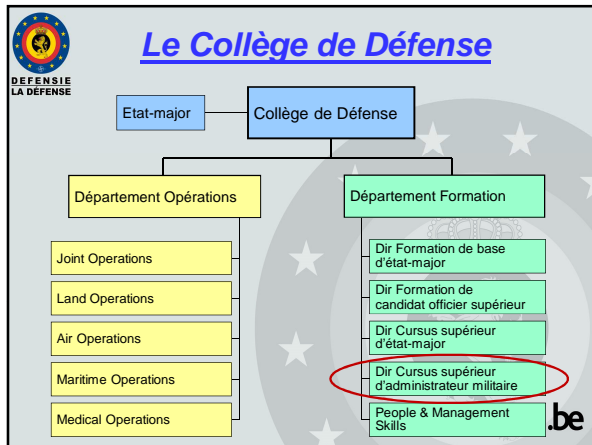 Le Collège de Défense
DEFENSIE
LA DÉFENSE
Etat-major
Collège de Défense
Département Opérations
Département Formation
Joint Operations
Land Operations
Air Operations
Maritime Operations
Medical Operations
Dir Formation de base
d'état-major
Dir Formation de
candidat officier supérieur
Dir Cursus supérieur
d'état-major
Dir Cursus supérieur
d'administrateur militaire
People & Management
Skills
.be